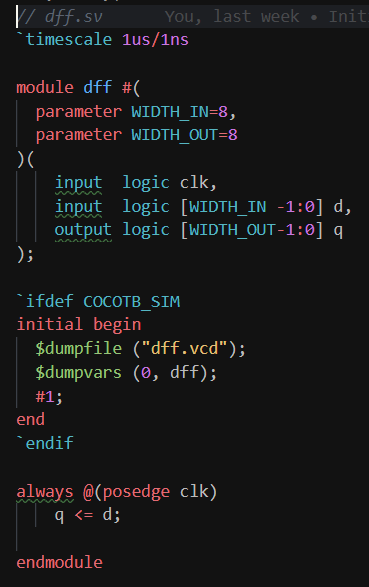 // dff.sv You, last week • Init
`timescale 1us/1ns
module dff #(
parameter WIDTH_IN=8,
parameter WIDTH_OUT=8
)(
input logic clk,
input logic [WIDTH_IN -1:0] d,
output logic [WIDTH_OUT-1:0] q
);
`ifdef COCOTB_SIM
initial begin
$dumpfile ("dff.vcd");
$dumpvars (0, dff);
#1;
end
`endif
always @(posedge clk)
q <= d;
endmodule